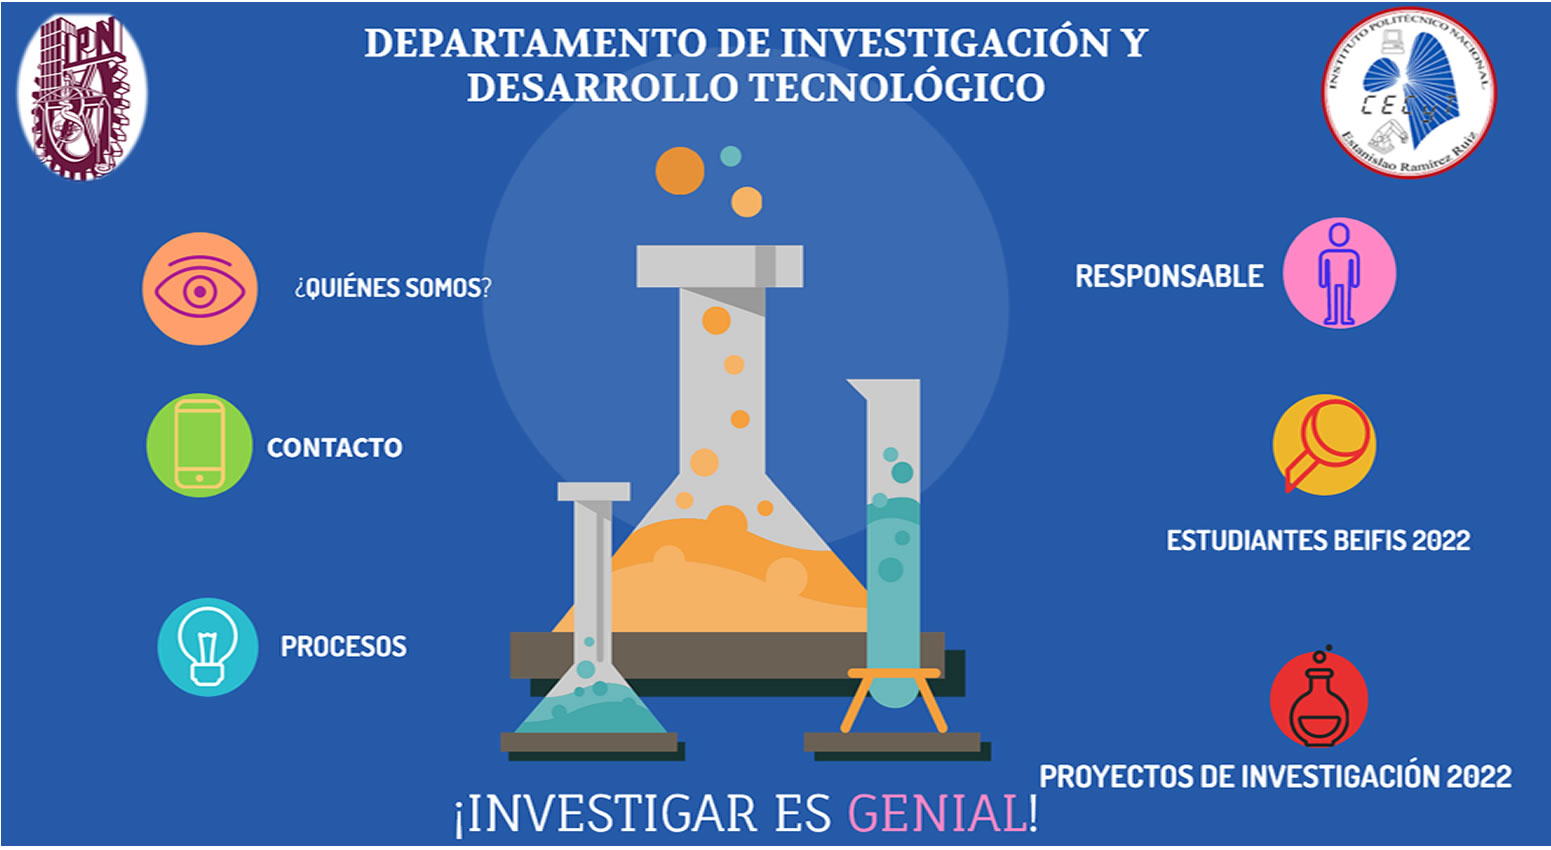 IPN
DEPARTAMENTO DE INVESTIGACIÓN Y
DESARROLLO TECNOLÓGICO
INSTITUTO POLITÉCNICO NACIONAL
CECyT
Estanislao Ramírez Ruiz
¿QUIÉNES SOMOS?
RESPONSABLE
CONTACTO
ESTUDIANTES BEIFIS 2022
PROCESOS
PROYECTOS DE INVESTIGACIÓN 2022
¡INVESTIGAR ES GENIAL!